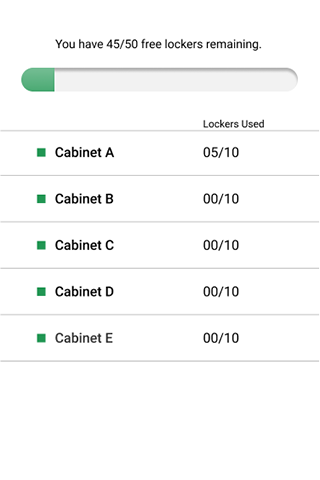 You have 45/50 free lockers remaining.
Lockers Used
Cabinet A 05/10
Cabinet B 00/10
Cabinet C 00/10
Cabinet D 00/10
Cabinet E 00/10